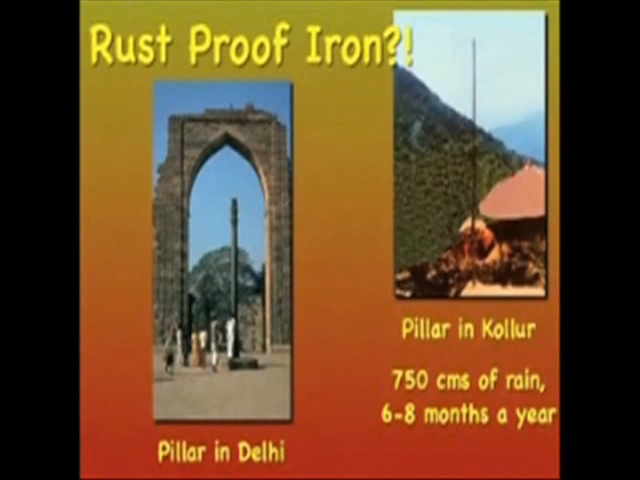 Rust Proof Iron?!
Pillar in Kollur
750 cms of rain,
6-8 months a year
Pillar in Delhi